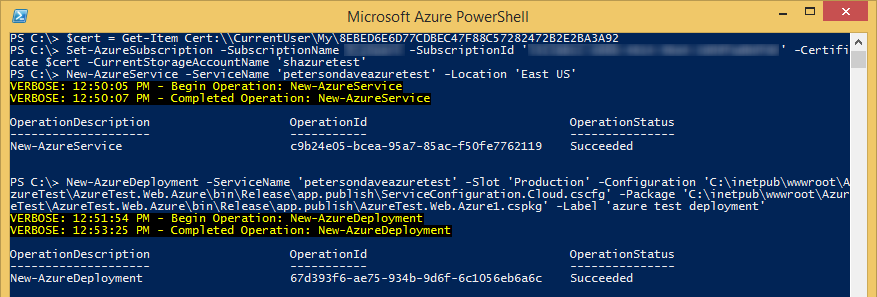 Microsoft Azure PowerShell
PS C:\> $cert = Get-Item Cert:\\CurrentUser\My\8EBED6E6D77CDBEC47F88C57282472B2E2BA3A92
PS C:\> Set-AzureSubscription -SubscriptionName -SubscriptionId ' ' -Certifi
cate $cert -CurrentStorageAccountName 'shazuretest'
PS C:\> New-AzureService -ServiceName 'petersondaveazuretest' -Location 'East US'
VERBOSE: 12:50:05 PM - Begin Operation: New-AzureService
VERBOSE: 12:50:07 PM - Completed Operation: New-AzureService
OperationDescription OperationId OperationStatus
-------------------- ----------- ---------------
New-AzureService c9b24e05-bcea-95a7-85ac-f50fe7762119 Succeeded
PS C:\> New-AzureDeployment -ServiceName 'petersondaveazuretest' -Slot 'Production' -Configuration 'C:\inetpub\wwwroot\A
zureTest\AzureTest.Web.Azure\bin\Release\app.publish\ServiceConfiguration.Cloud.cscfg' -Package 'C:\inetpub\wwwroot\Azur
eTest\AzureTest.Web.Azure\bin\Release\app.publish\AzureTest.Web.Azure1.cspkg' -Label 'azure test deployment'
VERBOSE: 12:51:54 PM - Begin Operation: New-AzureDeployment
VERBOSE: 12:53:25 PM - Completed Operation: New-AzureDeployment
OperationDescription OperationId OperationStatus
-------------------- ----------- ---------------
New-AzureDeployment 67d393f6-ae75-934b-9d6f-6c1056eb6a6c Succeeded